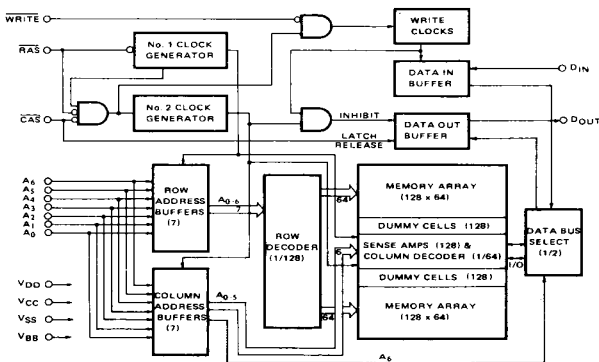 WRITE
RAS
CAS
No. 1 CLOCK
GENERATOR
No. 2 CLOCK
GENERATOR
WRITE
CLOCKS
DATA IN
BUFFER
DIN
INHIBIT
DATA OUT
BUFFER
DOUT
LATCH
RELEASE
A6
A5
A4
A3
A2
A1
A0
ROW
ADDRESS
BUFFERS
(7)
A0-6
7
ROW
DECODER
(1/128)
64
MEMORY ARRAY
(128 x 64)
DUMMY CELLS (128)
6
SENSE AMPS (128) &
COLUMN DECODER (1/64)
DUMMY CELLS (128)
64
MEMORY ARRAY
(128 x 64)
I/O
DATA BUS
SELECT
(1/2)
VDD
VCC
VSS
VBB
COLUMN
ADDRESS
BUFFERS
(7)
A0-5
A6